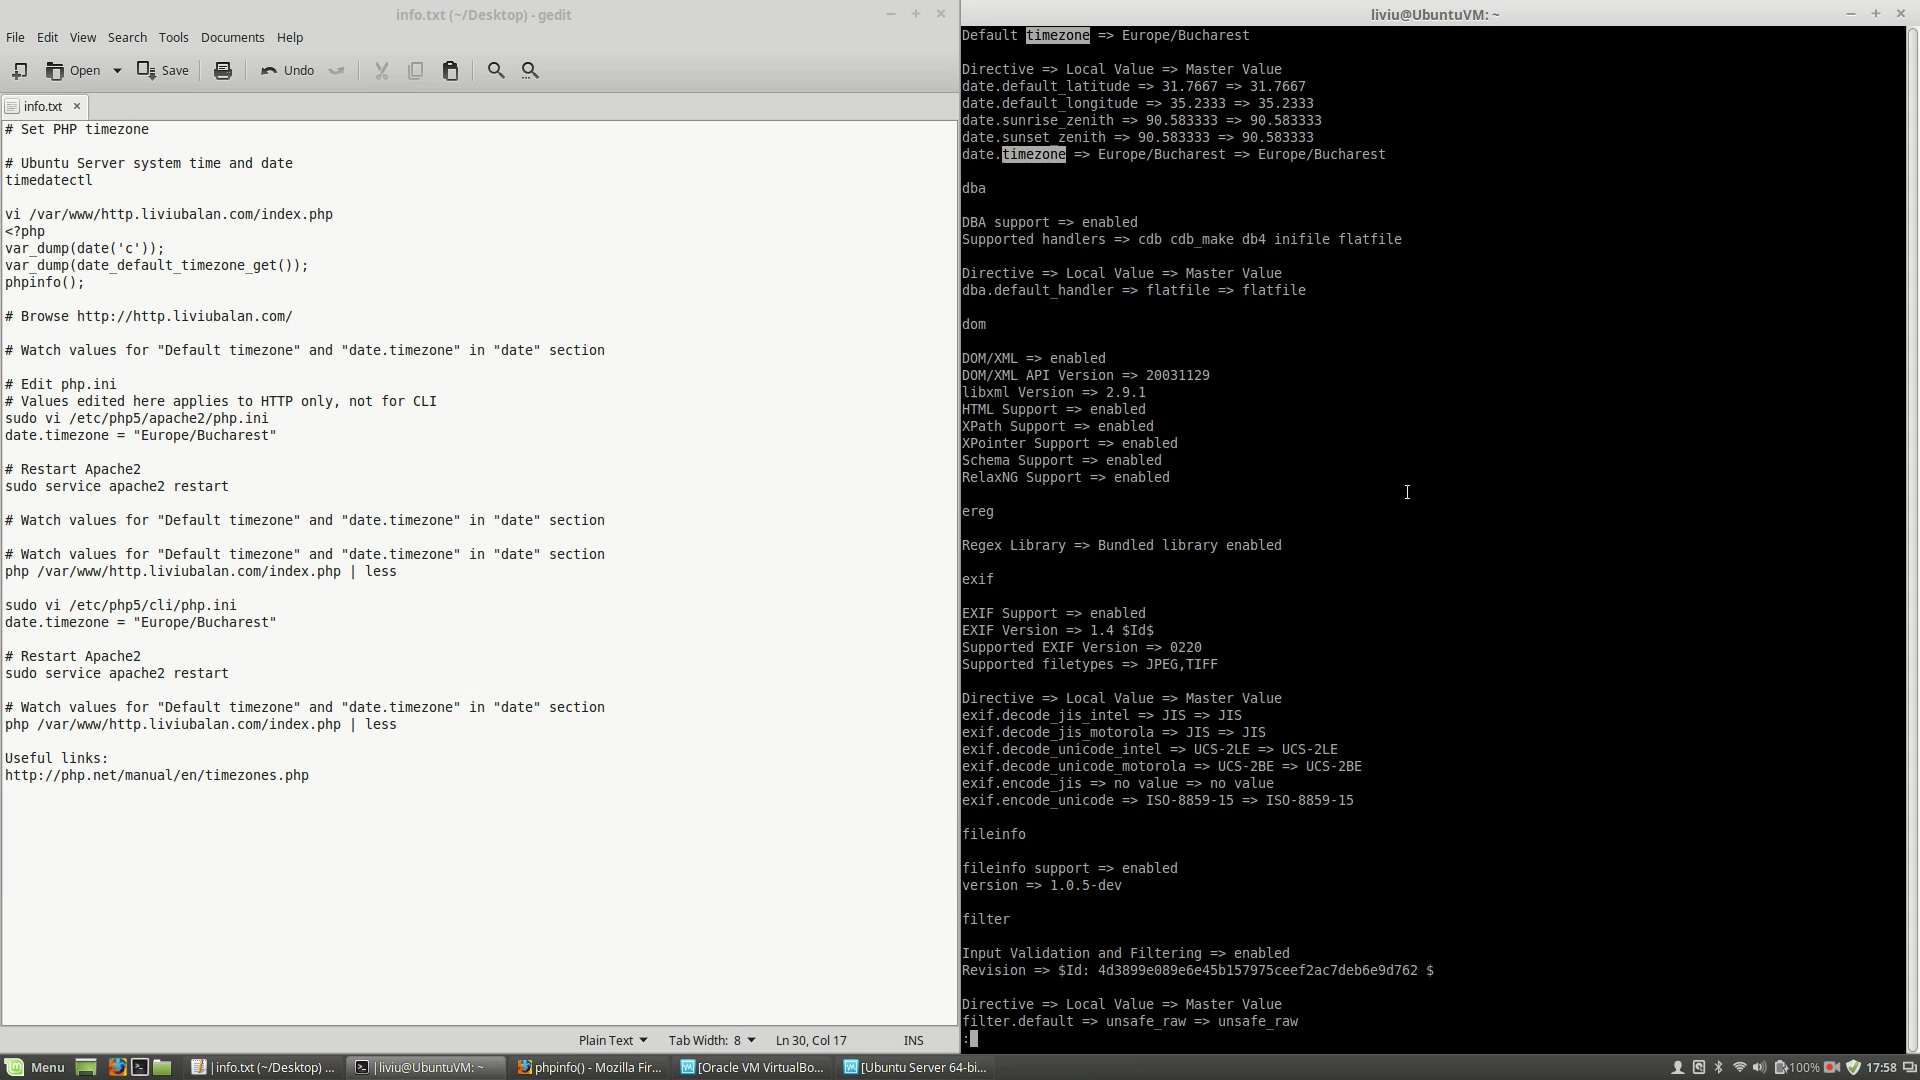 info.txt (~/Desktop) - gedit
File Edit View Search Tools Documents Help
Open Save Undo
info.txt
# Set PHP timezone
# Ubuntu Server system time and date
timedatectl
vi /var/www/http.liviubalan.com/index.php
<?php
var_dump(date('c'));
var_dump(date_default_timezone_get());
phpinfo();
# Browse http://http.liviubalan.com/
# Watch values for "Default timezone" and "date.timezone" in "date" section
# Edit php.ini
# Values edited here applies to HTTP only, not for CLI
sudo vi /etc/php5/apache2/php.ini
date.timezone = "Europe/Bucharest"
# Restart Apache2
sudo service apache2 restart
# Watch values for "Default timezone" and "date.timezone" in "date" section
# Watch values for "Default timezone" and "date.timezone" in "date" section
php /var/www/http.liviubalan.com/index.php | less
sudo vi /etc/php5/cli/php.ini
date.timezone = "Europe/Bucharest"
# Restart Apache2
sudo service apache2 restart
# Watch values for "Default timezone" and "date.timezone" in "date" section
php /var/www/http.liviubalan.com/index.php | less
Useful links:
http://php.net/manual/en/timezones.php
Plain Text Tab Width: 8 Ln 30, Col 17 INS
liviu@UbuntuVM: ~
Default timezone => Europe/Bucharest
Directive => Local Value => Master Value
date.default_latitude => 31.7667 => 31.7667
date.default_longitude => 35.2333 => 35.2333
date.sunrise_zenith => 90.583333 => 90.583333
date.sunset_zenith => 90.583333 => 90.583333
date.timezone => Europe/Bucharest => Europe/Bucharest
dba
DBA support => enabled
Supported handlers => cdb cdb_make db4 inifile flatfile
Directive => Local Value => Master Value
dba.default_handler => flatfile => flatfile
dom
DOM/XML => enabled
DOM/XML API Version => 20031129
libxml Version => 2.9.1
HTML Support => enabled
XPath Support => enabled
XPointer Support => enabled
Schema Support => enabled
RelaxNG Support => enabled
ereg
Regex Library => Bundled library enabled
exif
EXIF Support => enabled
EXIF Version => 1.4 $Id$
Supported EXIF Version => 0220
Supported filetypes => JPEG,TIFF
Directive => Local Value => Master Value
exif.decode_jis_intel => JIS => JIS
exif.decode_jis_motorola => JIS => JIS
exif.decode_unicode_intel => UCS-2LE => UCS-2LE
exif.decode_unicode_motorola => UCS-2BE => UCS-2BE
exif.encode_jis => no value => no value
exif.encode_unicode => ISO-8859-15 => ISO-8859-15
fileinfo
fileinfo support => enabled
version => 1.0.5-dev
filter
Input Validation and Filtering => enabled
Revision => $Id: 4d3899e089e6e45b157975ceef2ac7deb6e9d762 $
Directive => Local Value => Master Value
filter.default => unsafe_raw => unsafe_raw
:
Menu info.txt (~/Desktop) ... liviu@UbuntuVM: ~ phpinfo() - Mozilla Fir... [Oracle VM VirtualBo... [Ubuntu Server 64-bi... 100% 17:58